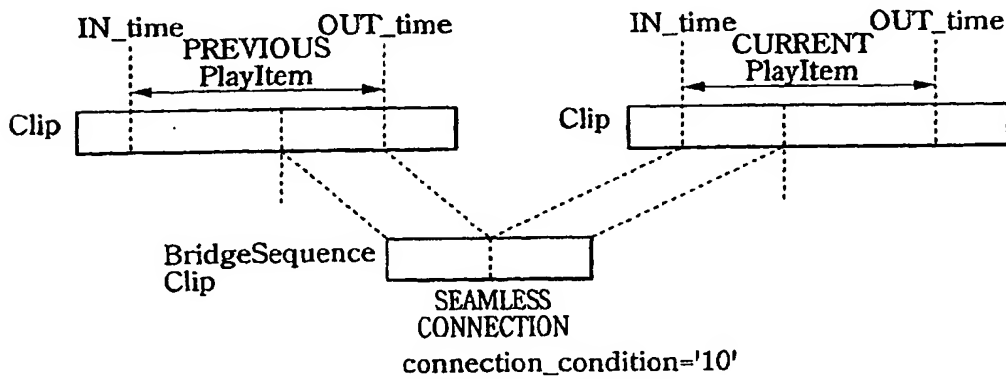 IN_time OUT_time
PREVIOUS
PlayItem
Clip
IN_time OUT_time
CURRENT
PlayItem
Clip
BridgeSequence
Clip
SEAMLESS
CONNECTION
connection_condition='10'